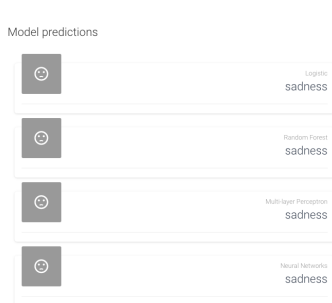 Model predictions
Logistic
sadness
Random Forest
sadness
Multi-layer Perceptron
sadness
Neural Networks
sadness